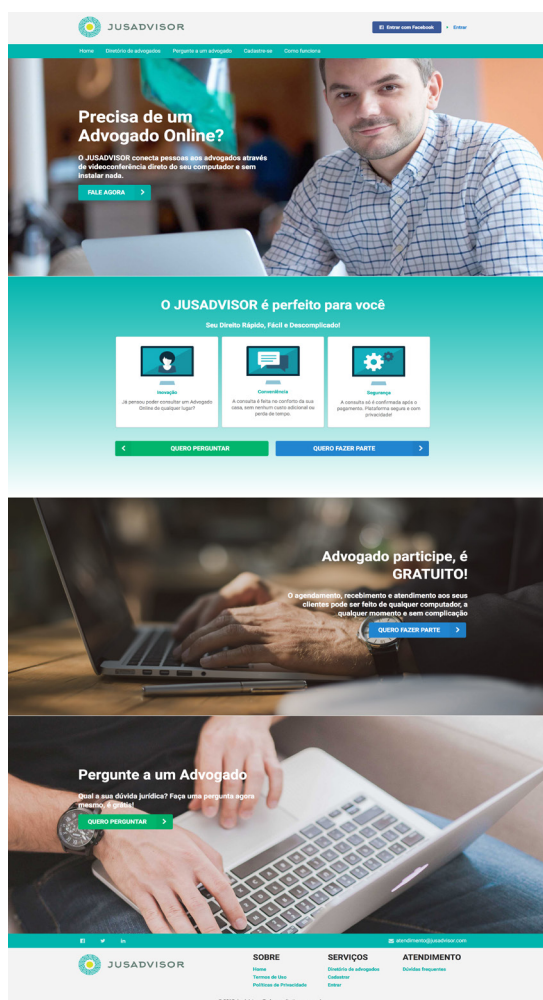 JUSADVISOR
Entrar com Facebook
Entrar
Home Diretório de advogados Pergunte a um advogado Cadastre-se Como funciona
Precisa de um
Advogado Online?
O JUSADVISOR conecta pessoas aos advogados através
de videoconferência direto do seu computador e sem
instalar nada.
FALE AGORA
O JUSADVISOR é perfeito para você
Seu Direito Rápido, Fácil e Descomplicado!
Inovação
Já pensou poder consultar um Advogado
Online de qualquer lugar?
Conveniência
A consulta é feita no conforto da sua
casa, sem nenhum custo adicional ou
perda de tempo.
Segurança
A consulta só é confirmada após o
pagamento. Plataforma segura e com
privacidade!
QUERO PERGUNTAR
QUERO FAZER PARTE
Advogado participe, é
GRATUITO!
O agendamento, recebimento e atendimento aos seus
clientes pode ser feito de qualquer computador, a
qualquer momento e sem complicação
QUERO FAZER PARTE
Pergunte a um Advogado
Qual a sua dúvida jurídica? Faça uma pergunta agora
mesmo, é grátis!
QUERO PERGUNTAR
atendimento@jusadvisor.com
JUSADVISOR
SOBRE
Home
Termos de Uso
Políticas de Privacidade
SERVIÇOS
Diretório de advogados
Cadastrar
Entrar
ATENDIMENTO
Dúvidas frequentes